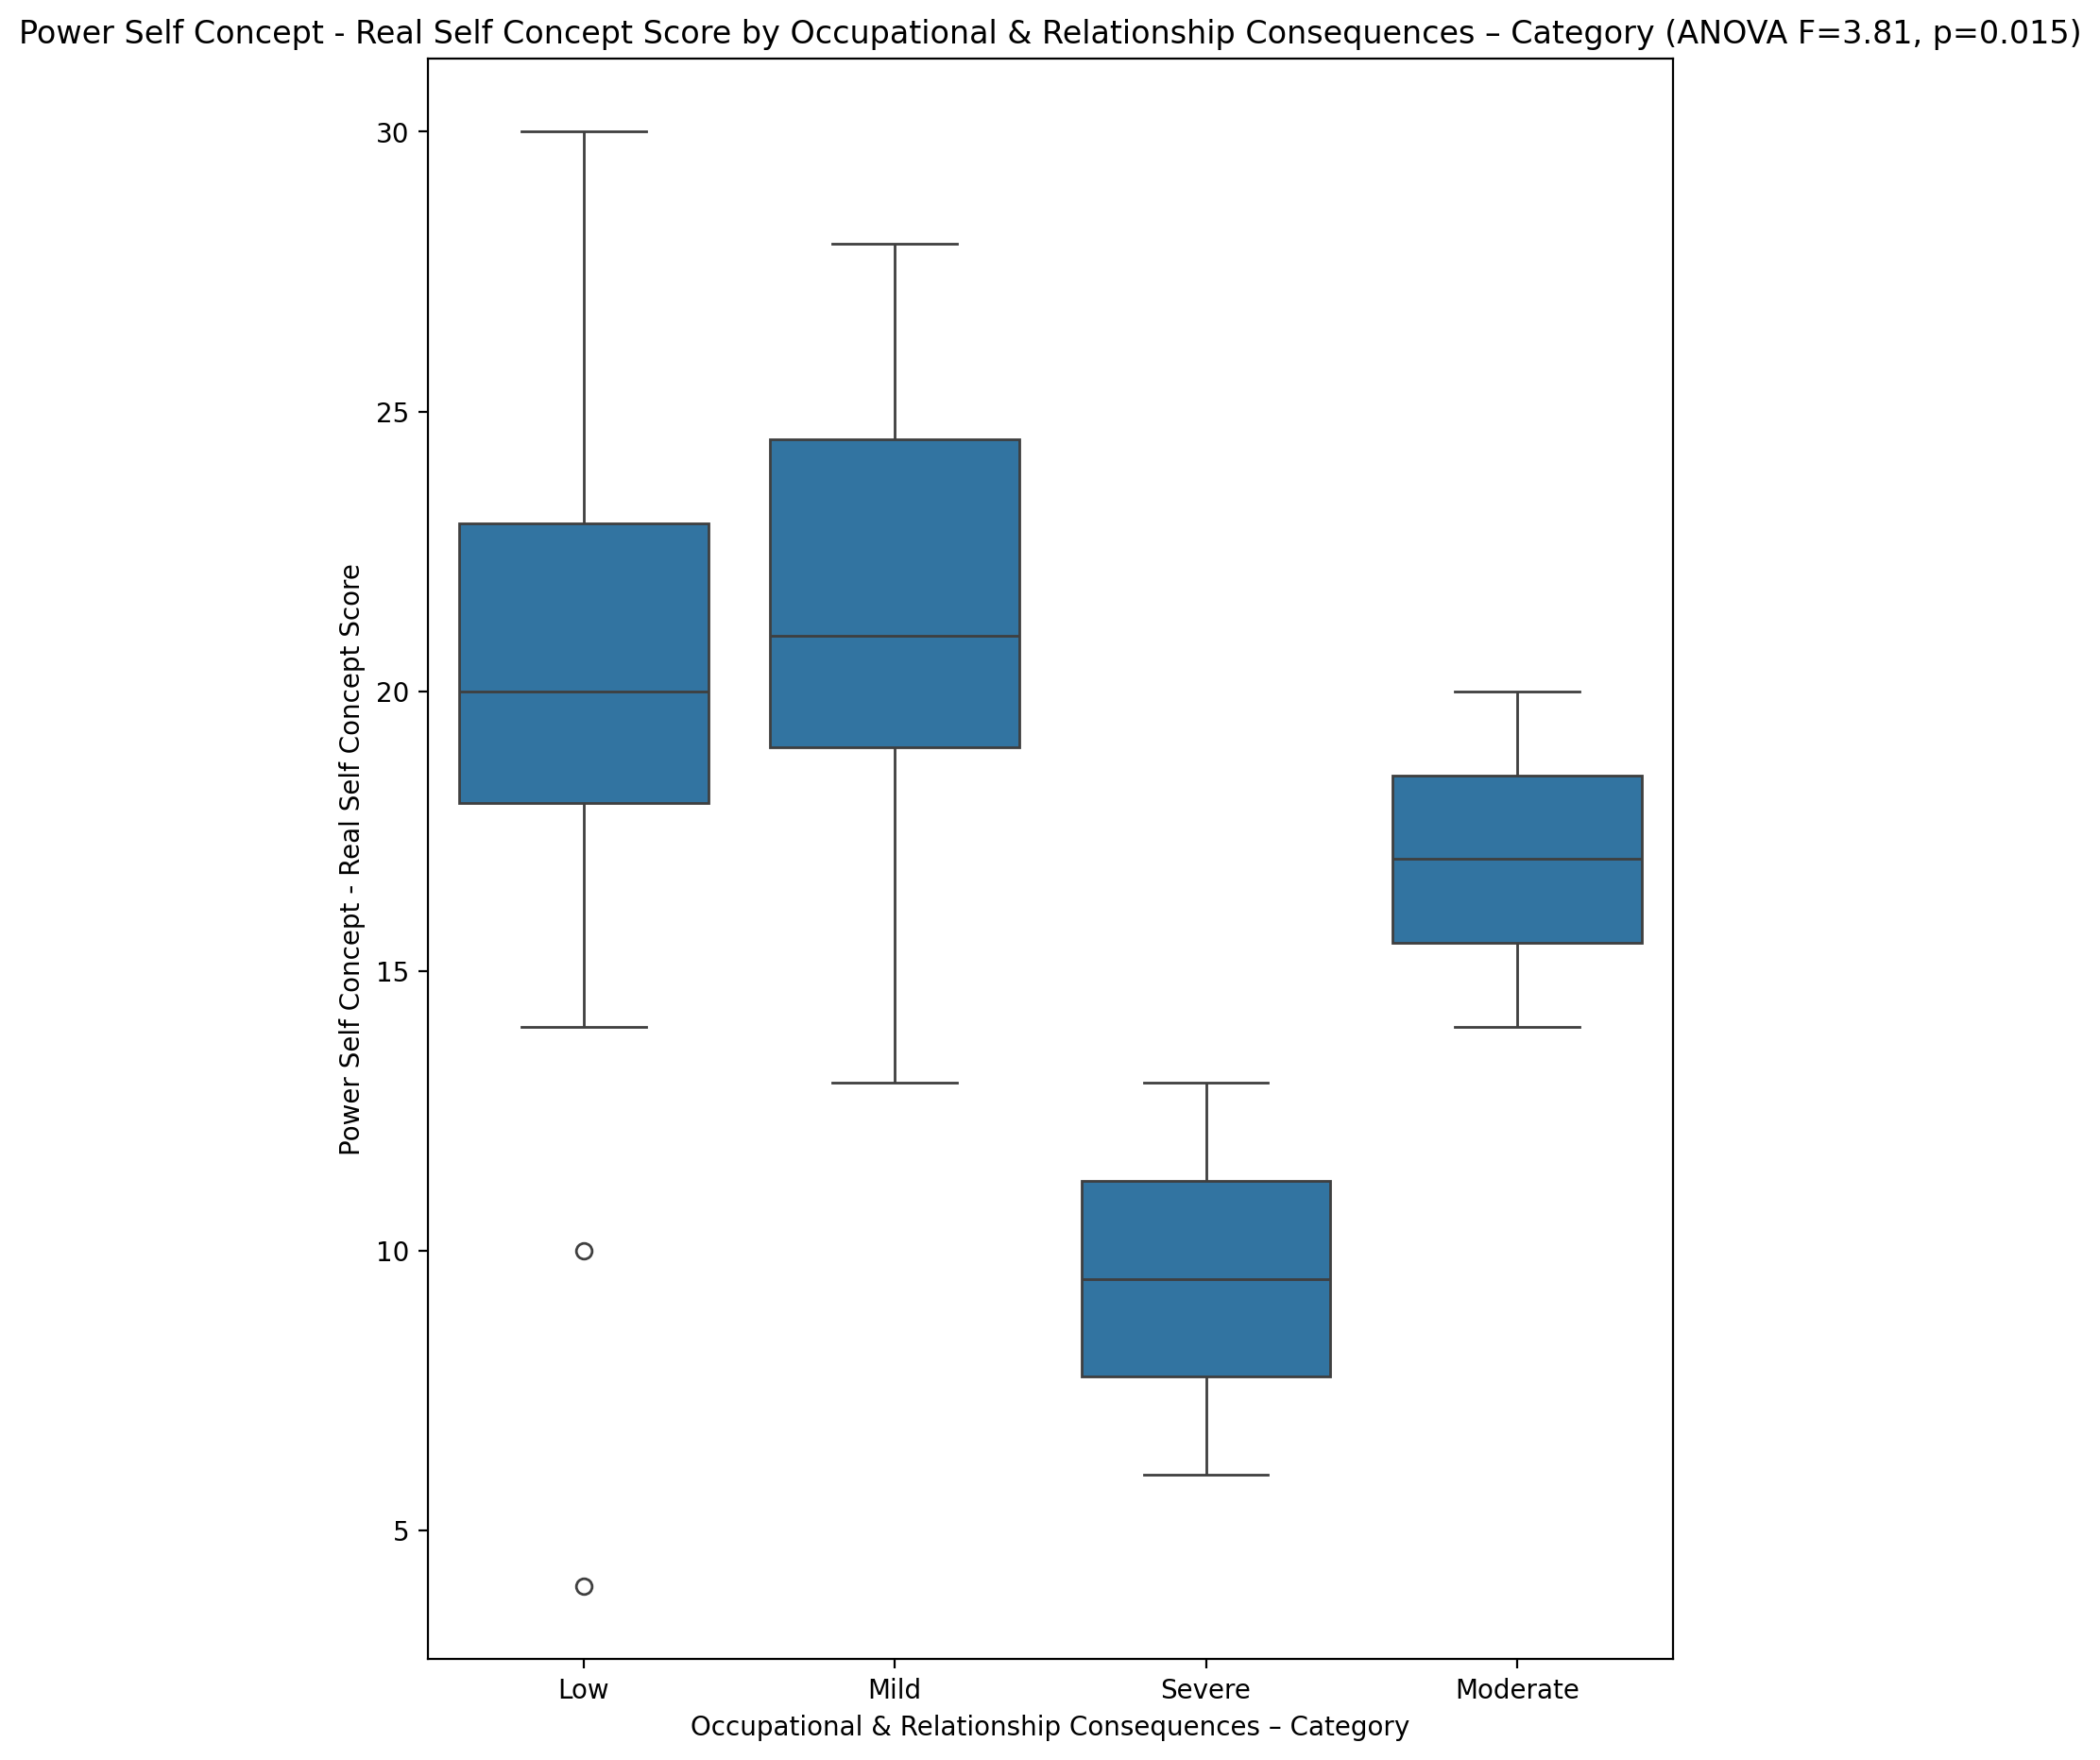 Power Self Concept - Real Self Concept Score by Occupational & Relationship Consequences – Category (ANOVA F=3.81, p=0.015)
30
25
20
15
10
5
Power Self Concept - Real Self Concept Score
Low
Mild
Severe
Moderate
Occupational & Relationship Consequences – Category